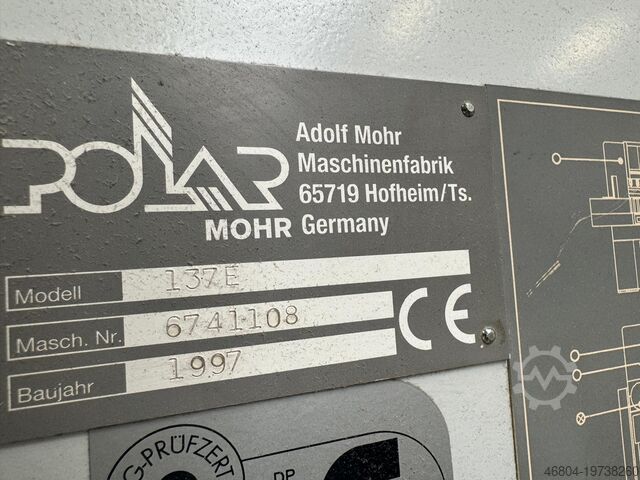 POLAR
MOHR
Adolf Mohr
Maschinenfabrik
65719 Hofheim/Ts.
Germany
Modell 137E
Masch. Nr. 6741108
Baujahr 1997
CE
G-PRÜFZERT
DP
46804-19738260